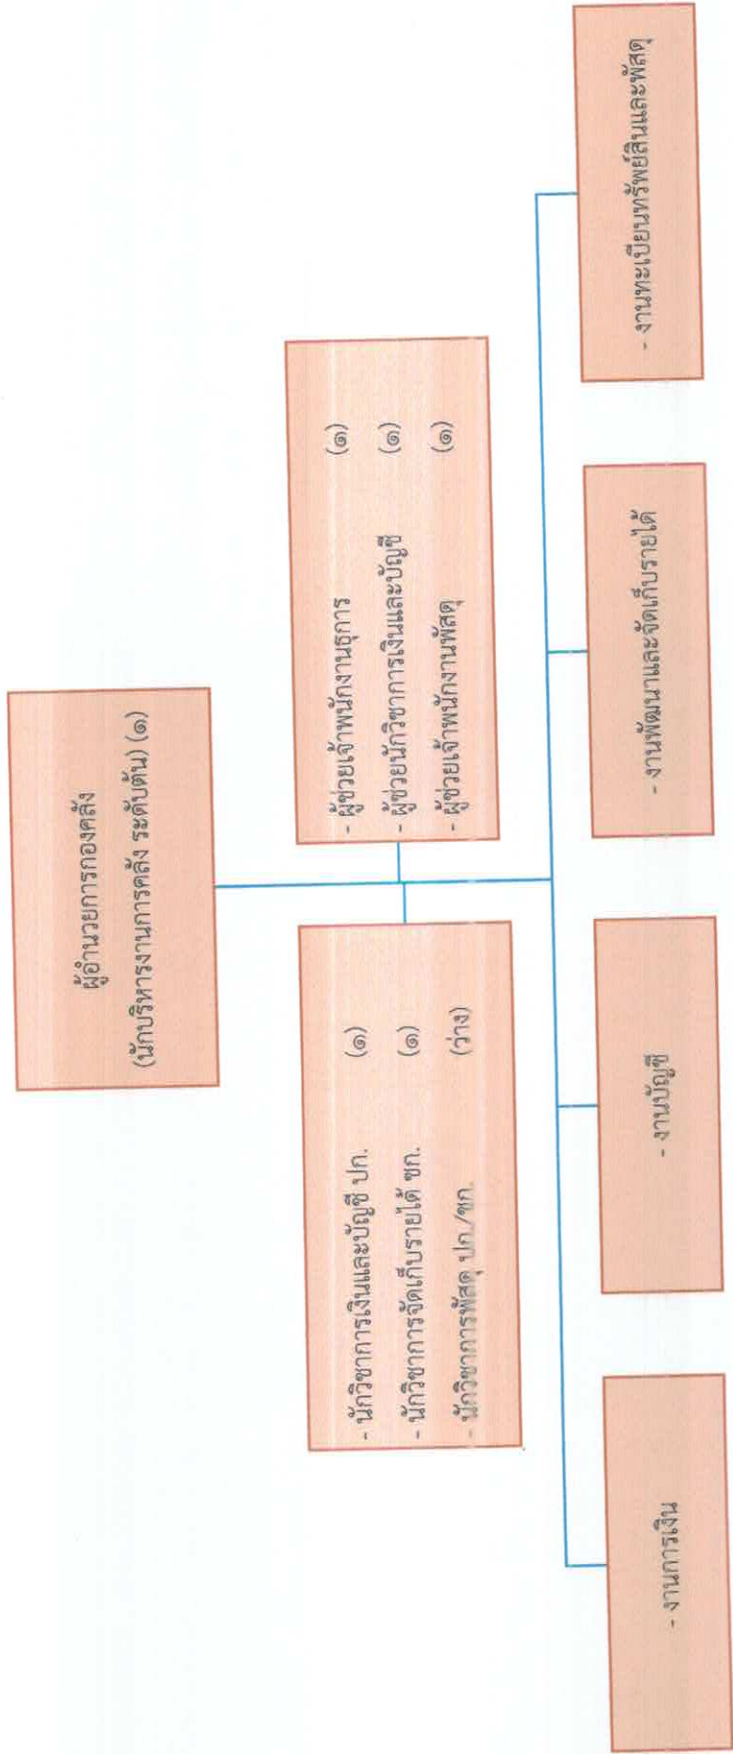 ผู้อำนวยการกองคลัง
(นักบริหารงานการคลัง ระดับต้น) (๑)
- นักวิชาการเงินและบัญชี ปก. (๑)
- นักวิชาการจัดเก็บรายได้ ชก. (๑)
- นักวิชาการพัสดุ ปก./ชก. (ว่าง)
- ผู้ช่วยเจ้าพนักงานธุการ (๑)
- ผู้ช่วยนักวิชาการเงินและบัญชี (๑)
- ผู้ช่วยเจ้าพนักงานพัสดุ (๑)
- งานการเงิน
- งานบัญชี
- งานพัฒนาและจัดเก็บรายได้
- งานทะเบียนทรัพย์สินและพัสดุ